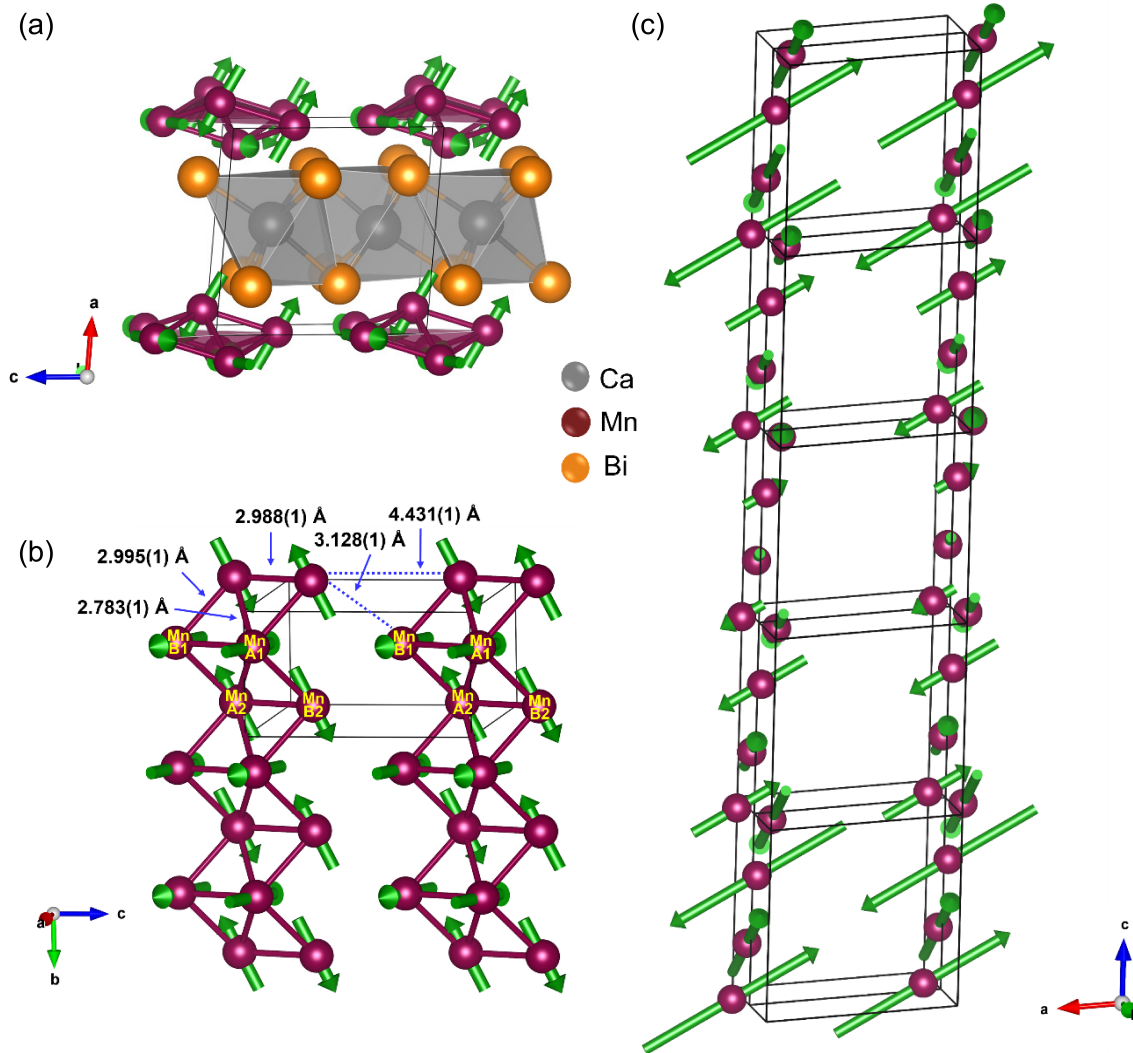 (a)
(c)
a
c
b
Ca
Mn
Bi
(b)
2.988(1) Å
4.431(1) Å
3.128(1) Å
2.995(1) Å
2.783(1) Å
Mn
B1
Mn
A1
Mn
B1
Mn
A1
Mn
A2
Mn
B2
Mn
A2
Mn
B2
a
c
b
c
a